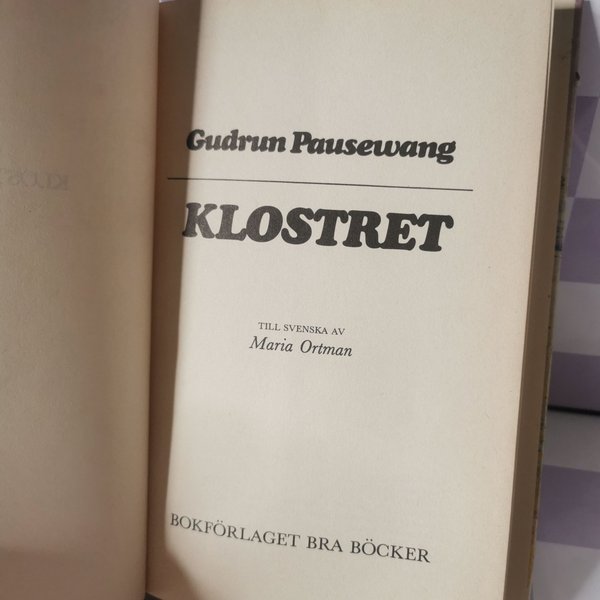 Gudrun Pausewang
KLOSTRET
TILL SVENSKA AV
Maria Ortman
BOKFÖRLAGET BRA BÖCKER